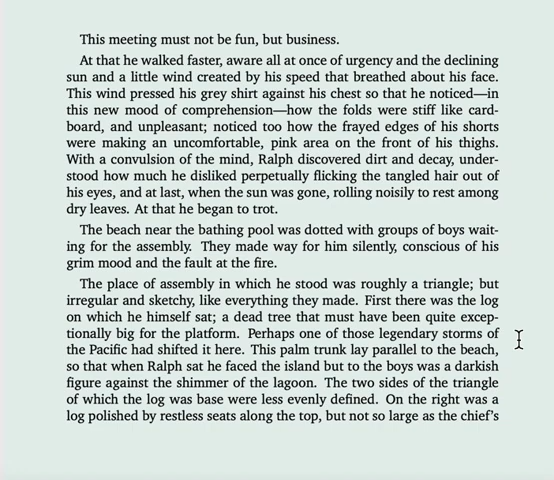 This meeting must not be fun, but business.
At that he walked faster, aware all at once of urgency and the declining
sun and a little wind created by his speed that breathed about his face.
This wind pressed his grey shirt against his chest so that he noticed—in
this new mood of comprehension—how the folds were stiff like card-
board, and unpleasant; noticed too how the frayed edges of his shorts
were making an uncomfortable, pink area on the front of his thighs.
With a convulsion of the mind, Ralph discovered dirt and decay, under-
stood how much he disliked perpetually flicking the tangled hair out of
his eyes, and at last, when the sun was gone, rolling noisily to rest among
dry leaves. At that he began to trot.
The beach near the bathing pool was dotted with groups of boys wait-
ing for the assembly. They made way for him silently, conscious of his
grim mood and the fault at the fire.
The place of assembly in which he stood was roughly a triangle; but
irregular and sketchy, like everything they made. First there was the log
on which he himself sat; a dead tree that must have been quite excep-
tionally big for the platform. Perhaps one of those legendary storms of
the Pacific had shifted it here. This palm trunk lay parallel to the beach,
so that when Ralph sat he faced the island but to the boys was a darkish
figure against the shimmer of the lagoon. The two sides of the triangle
of which the log was base were less evenly defined. On the right was a
log polished by restless seats along the top, but not so large as the chief's